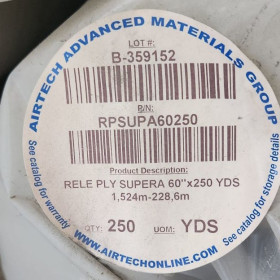 AIRTECH ADVANCED MATERIALS GROUP
LOT #:
B-359152
P/N:
RPSUPA60250
Product Description:
RELE PLY SUPERA 60"x250 YDS
1,524m-228,6m
QTY: 250 UOM: YDS
See catalog for warranty
See catalog for storage details
WWW.AIRTECHONLINE.COM